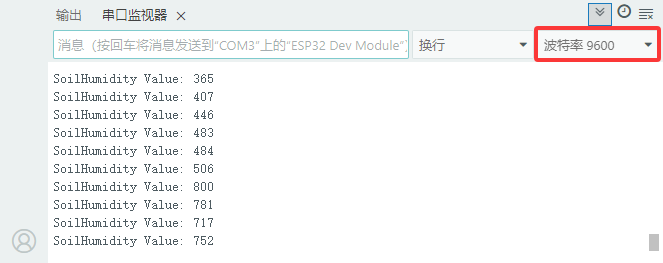 输出 串口监视器 ×
消息（按回车将消息发送到“COM3”上的“ESP32 Dev Module”） 换行 波特率 9600
SoilHumidity Value: 365
SoilHumidity Value: 407
SoilHumidity Value: 446
SoilHumidity Value: 483
SoilHumidity Value: 484
SoilHumidity Value: 506
SoilHumidity Value: 800
SoilHumidity Value: 781
SoilHumidity Value: 717
SoilHumidity Value: 752